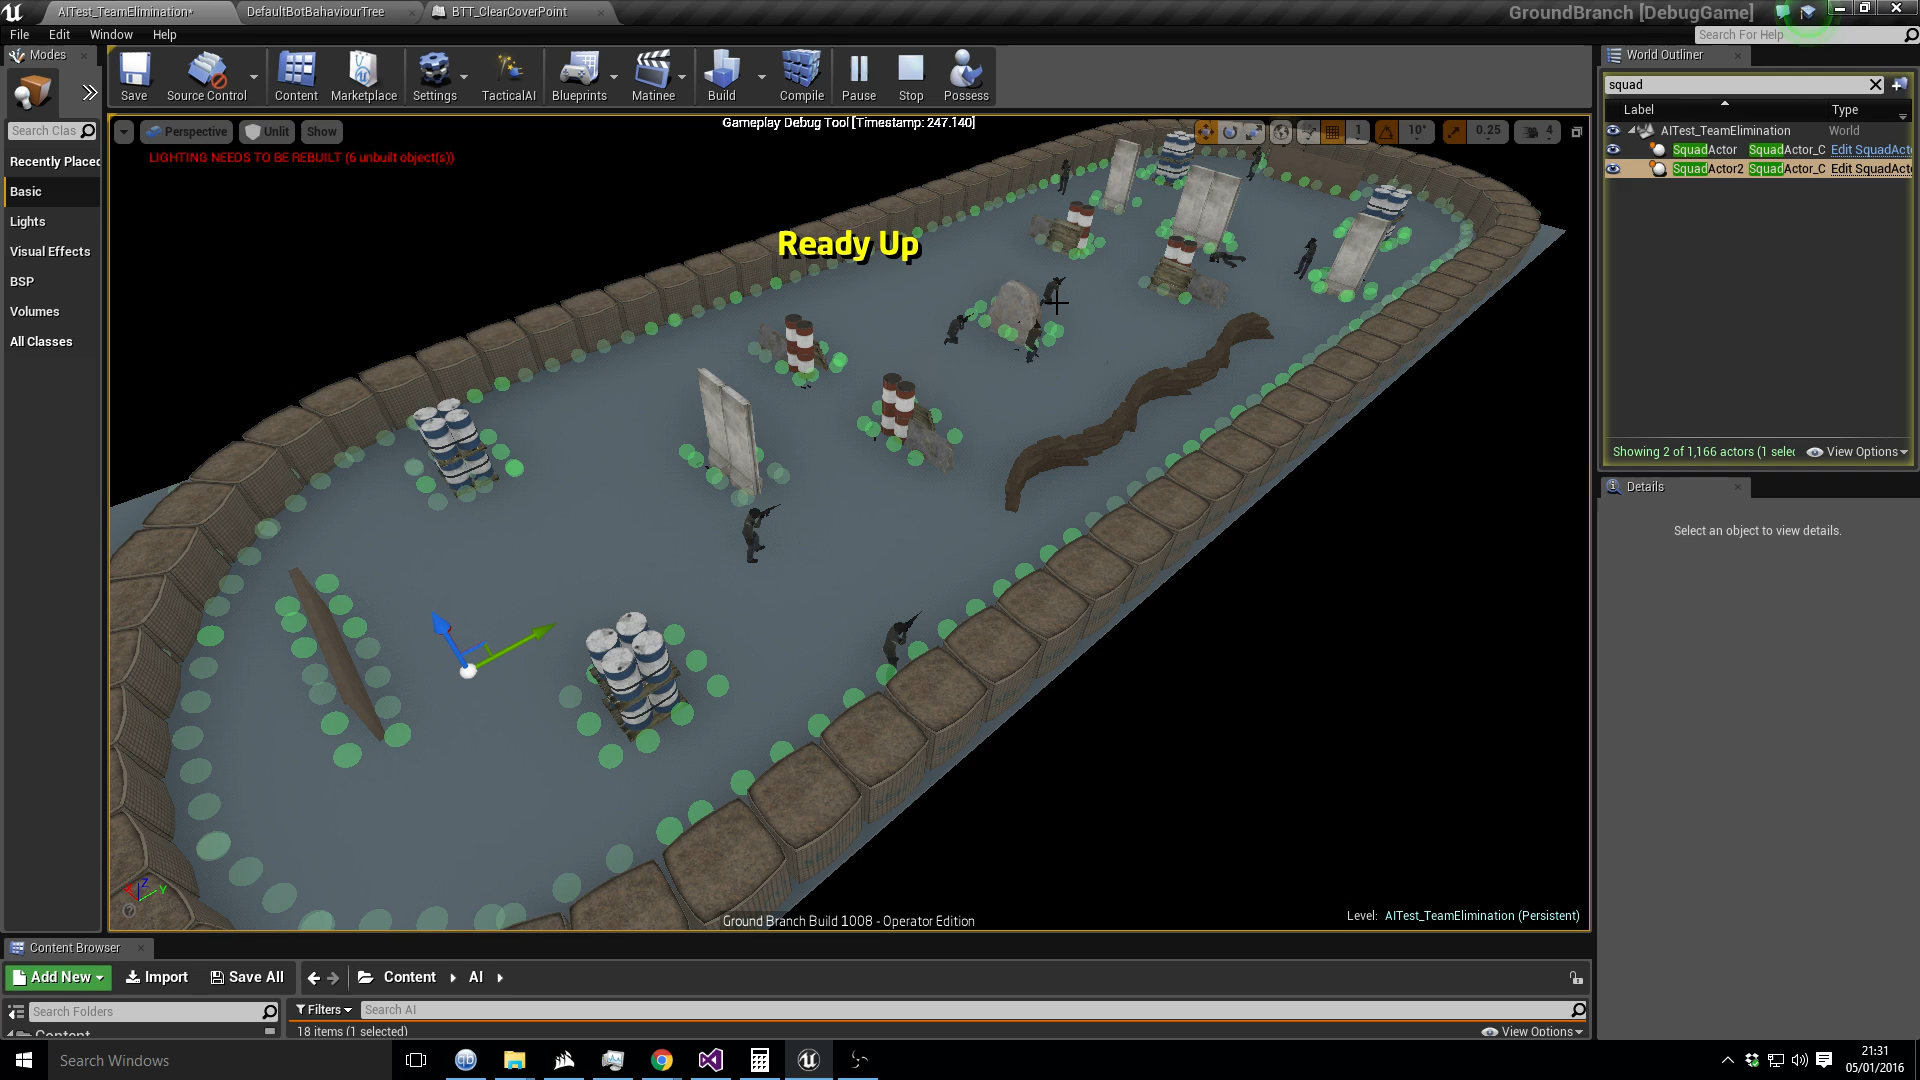 AITest_TeamElimination*
DefaultBotBahaviourTree
BTT_ClearCoverPoint
GroundBranch [DebugGame]
File Edit Window Help
Search For Help
Modes
World Outliner
Save
Source Control
Content
Marketplace
Settings
TacticalAI
Blueprints
Matinee
Build
Compile
Pause
Stop
Possess
squad
Label
Type
Search Clas
Perspective
Unlit
Show
Gameplay Debug Tool [Timestamp: 247.140]
1
10°
0.25
4
AITest_TeamElimination World
SquadActor SquadActor_C Edit SquadAct
SquadActor2 SquadActor_C Edit SquadAct
LIGHTING NEEDS TO BE REBUILT (6 unbuilt object(s))
Recently Placed
Basic
Lights
Visual Effects
BSP
Volumes
All Classes
Ready Up
Showing 2 of 1,166 actors (1 selec
View Options
Details
Select an object to view details.
X Z Y
Ground Branch Build 1008 - Operator Edition
Level: AITest_TeamElimination (Persistent)
Content Browser
Add New
Import
Save All
Content
AI
Search Folders
Filters
Search AI
Content
18 items (1 selected)
View Options
Search Windows
21:31
05/01/2016